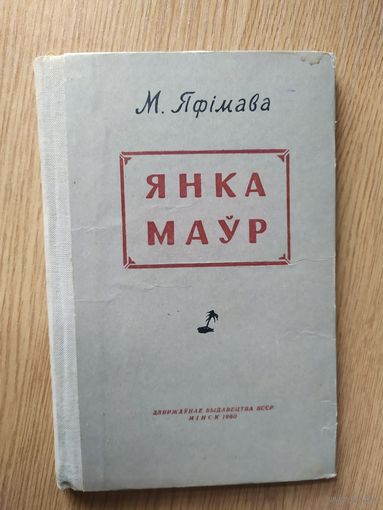 М. Яфімава
ЯНКА
МАЎР
ДЗЯРЖАЎНАЕ ВЫДАВЕЦТВА БССР
МІНСК 1960